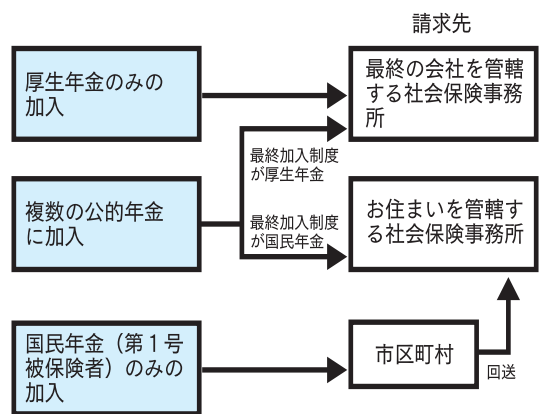 請求先
厚生年金のみの
加入
最終の会社を管轄
する社会保険事務
所
最終加入制度
が厚生年金
複数の公的年金
に加入
最終加入制度
が国民年金
お住まいを管轄す
る社会保険事務所
国民年金（第１号
被保険者）のみの
加入
市区町村
回送